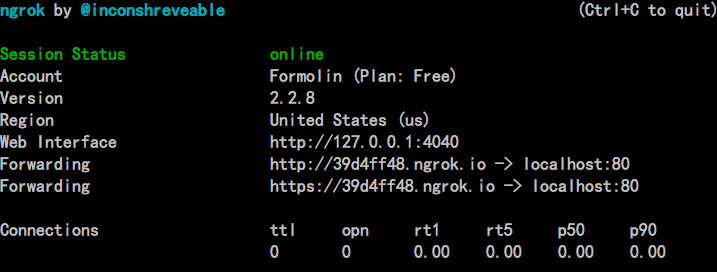 ngrok by @inconshreveable (Ctrl+C to quit)
Session Status online
Account Formolin (Plan: Free)
Version 2.2.8
Region United States (us)
Web Interface http://127.0.0.1:4040
Forwarding http://39d4ff48.ngrok.io -> localhost:80
Forwarding https://39d4ff48.ngrok.io -> localhost:80
Connections ttl opn rt1 rt5 p50 p90
0 0 0.00 0.00 0.00 0.00